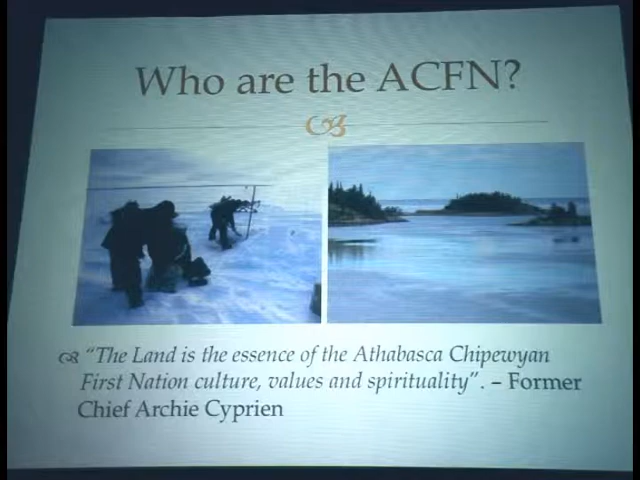 Who are the ACFN?
“The Land is the essence of the Athabasca Chipewyan
First Nation culture, values and spirituality”. – Former
Chief Archie Cyprien